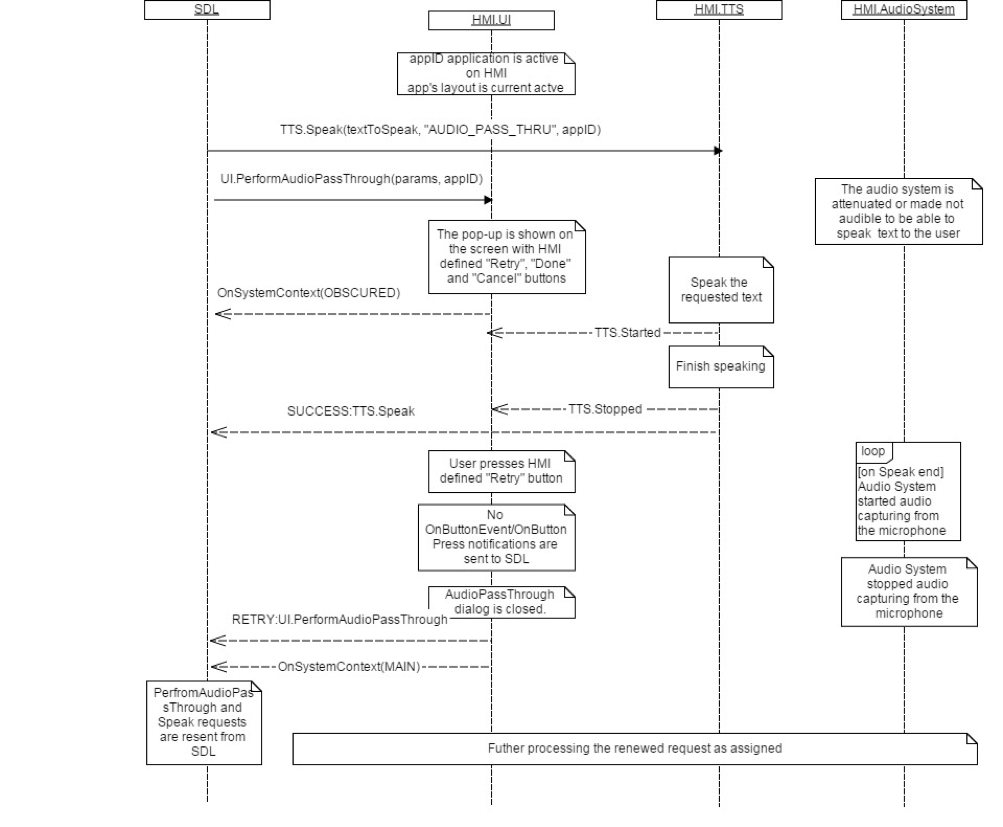 SDL
HMI.UI
HMI.TTS
HMI.AudioSystem
appID application is active
on HMI
app's layout is current actve
TTS.Speak(textToSpeak, "AUDIO_PASS_THRU", appID)
UI.PerformAudioPassThrough(params, appID)
The audio system is
attenuated or made not
audible to be able to
speak text to the user
The pop-up is shown on
the screen with HMI
defined "Retry", "Done"
and "Cancel" buttons
Speak the
requested text
OnSystemContext(OBSCURED)
TTS.Started
Finish speaking
TTS.Stopped
SUCCESS:TTS.Speak
User presses HMI
defined "Retry" button
loop
[on Speak end]
Audio System
started audio
capturing from
the microphone
No
OnButtonEvent/OnButton
Press notifications are
sent to SDL
Audio System
stopped audio
capturing from the
microphone
AudioPassThrough
dialog is closed.
RETRY:UI.PerformAudioPassThrough
OnSystemContext(MAIN)
PerfromAudioPas
sThrough and
Speak requests
are resent from
SDL
Futher processing the renewed request as assigned